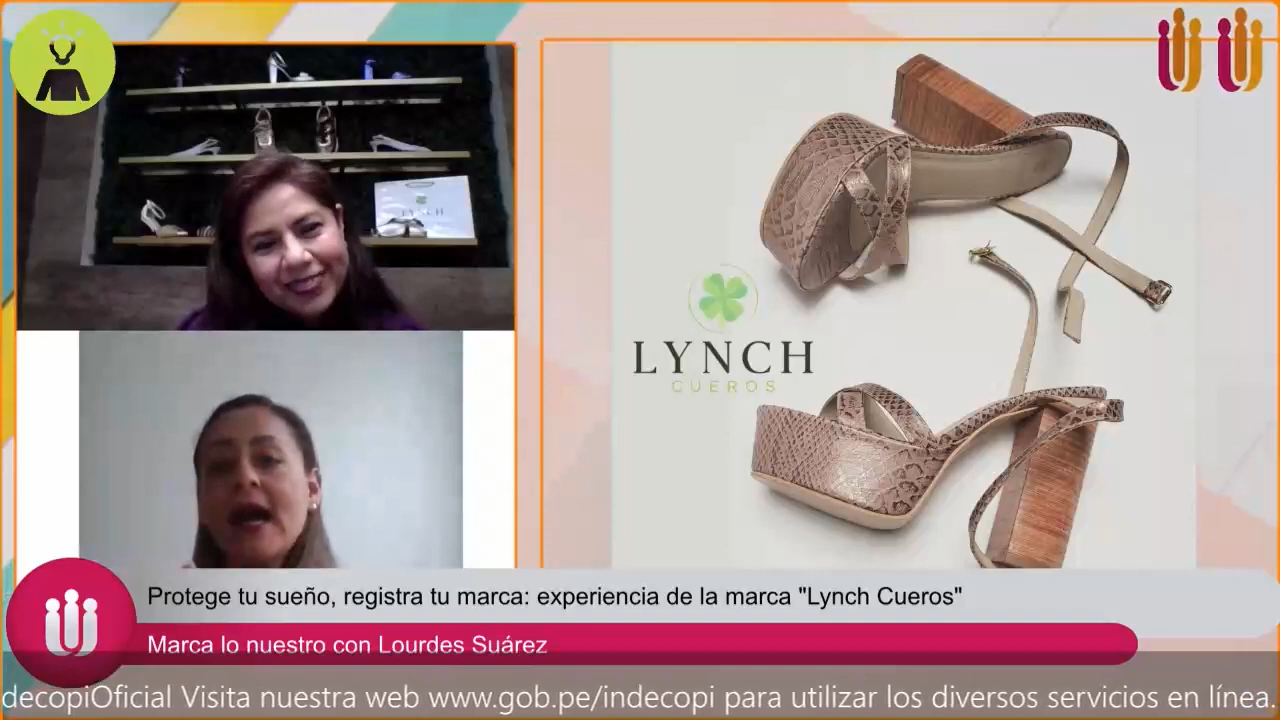 LYNCH
LYNCH
CUEROS
Protege tu sueño, registra tu marca: experiencia de la marca "Lynch Cueros"
Marca lo nuestro con Lourdes Suárez
decopiOficial Visita nuestra web www.gob.pe/indecopi para utilizar los diversos servicios en línea.